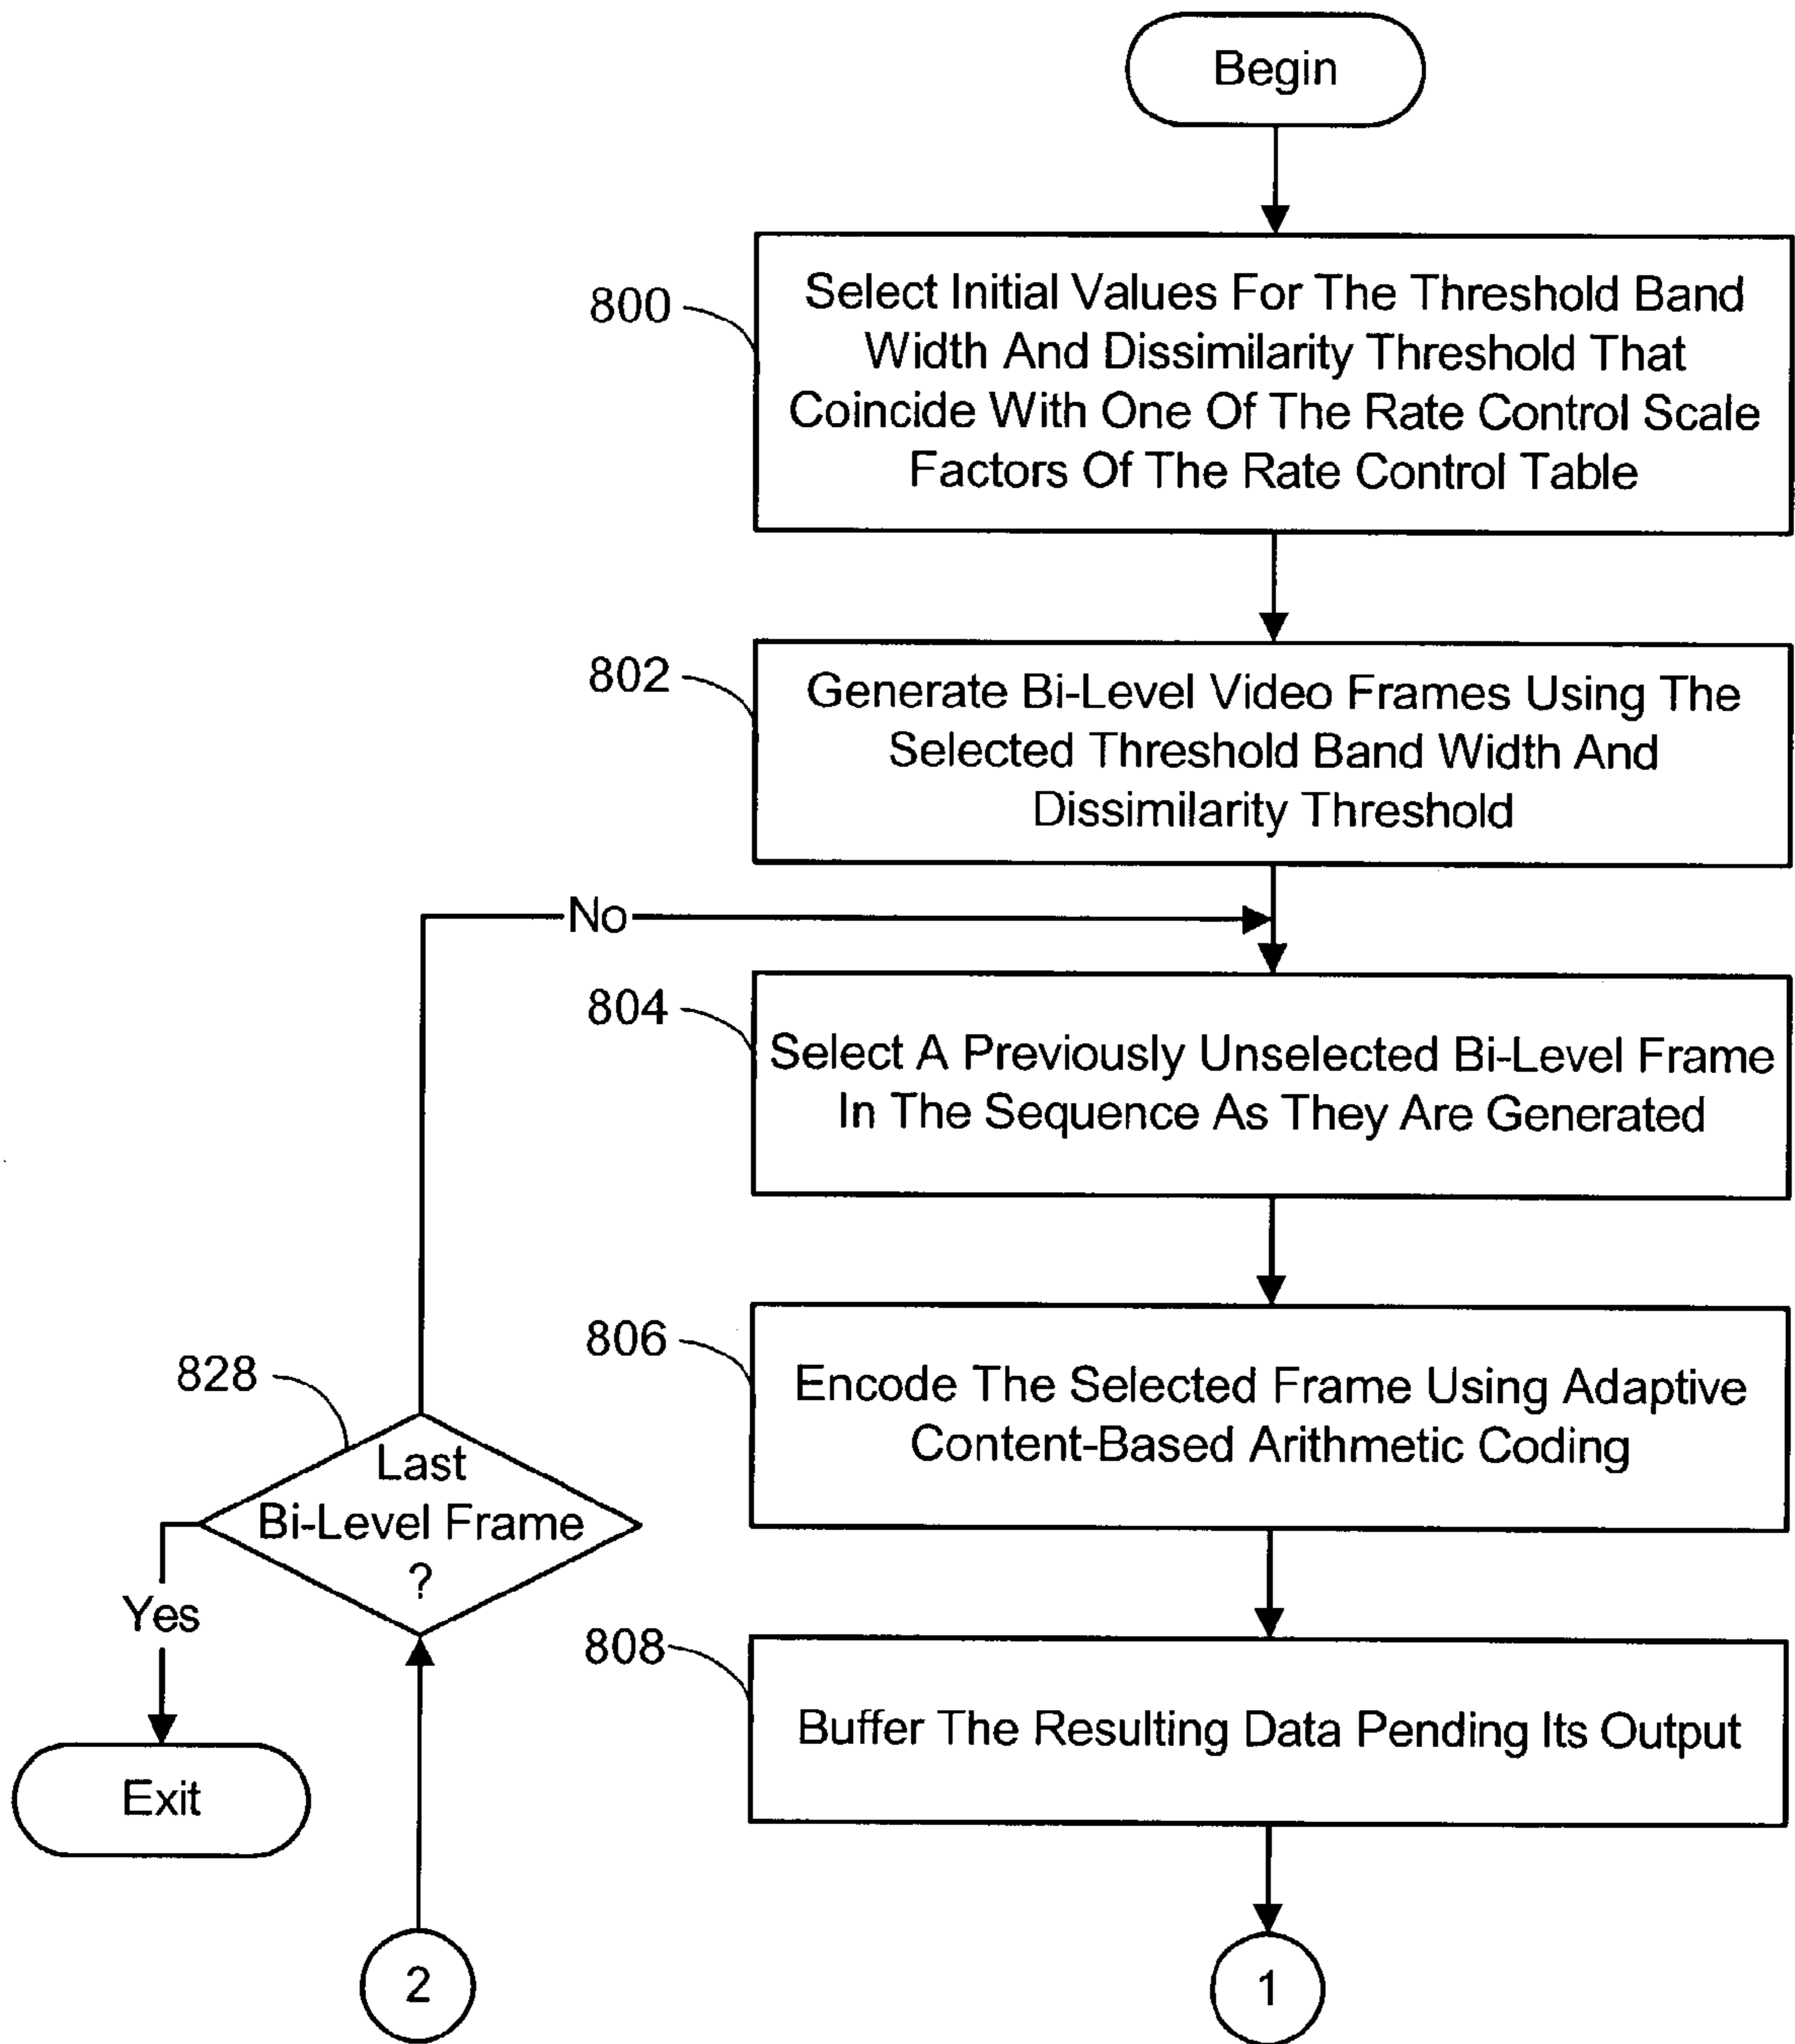 Begin
800
Select Initial Values For The Threshold Band
Width And Dissimilarity Threshold That
Coincide With One Of The Rate Control Scale
Factors Of The Rate Control Table
802
Generate Bi-Level Video Frames Using The
Selected Threshold Band Width And
Dissimilarity Threshold
No
804
Select A Previously Unselected Bi-Level Frame
In The Sequence As They Are Generated
806
Encode The Selected Frame Using Adaptive
Content-Based Arithmetic Coding
828
Last
Bi-Level Frame
?
Yes
808
Buffer The Resulting Data Pending Its Output
Exit
2
1